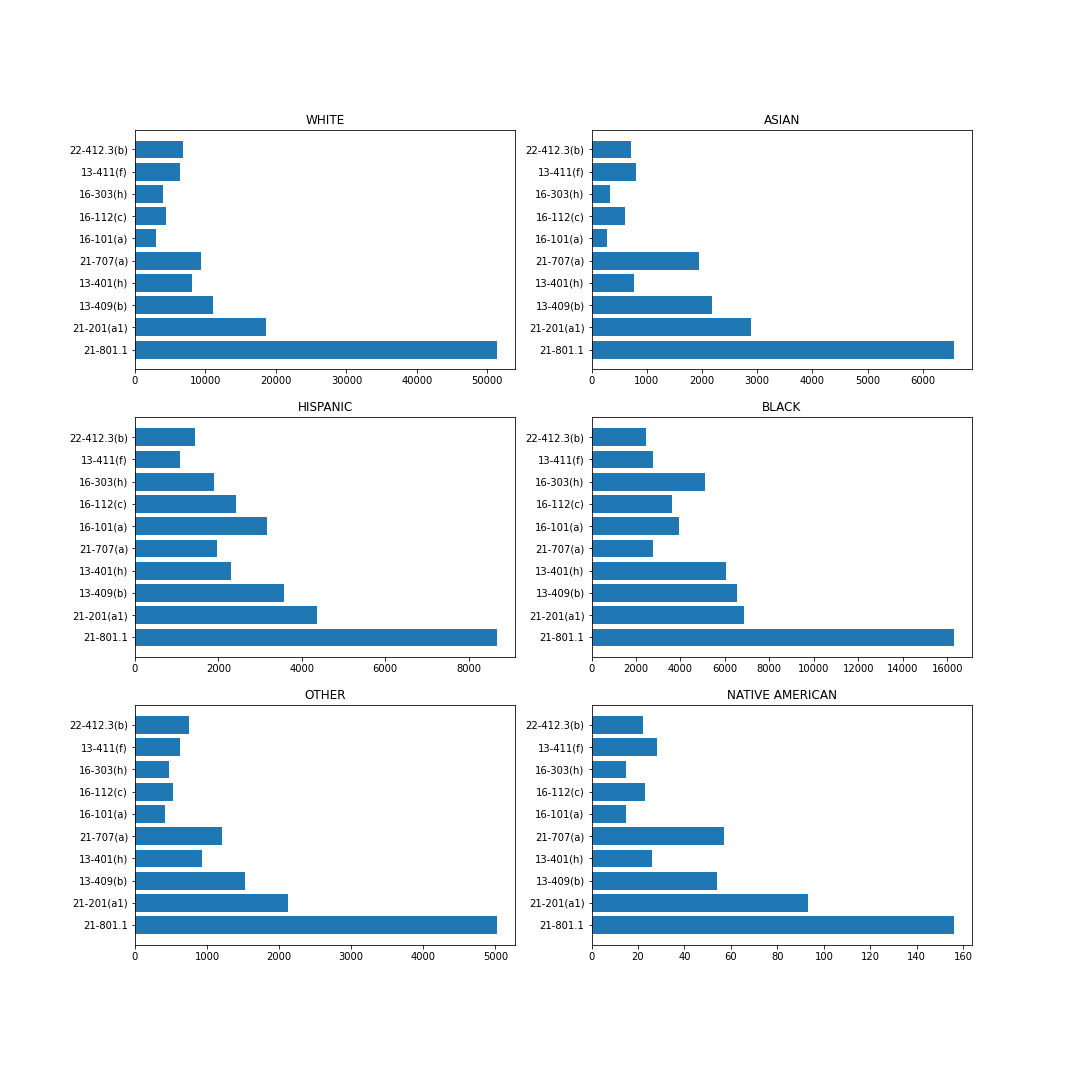 WHITE
22-412.3(b)
13-411(f)
16-303(h)
16-112(c)
16-101(a)
21-707(a)
13-401(h)
13-409(b)
21-201(a1)
21-801.1
0 10000 20000 30000 40000 50000
ASIAN
22-412.3(b)
13-411(f)
16-303(h)
16-112(c)
16-101(a)
21-707(a)
13-401(h)
13-409(b)
21-201(a1)
21-801.1
0 1000 2000 3000 4000 5000 6000
HISPANIC
22-412.3(b)
13-411(f)
16-303(h)
16-112(c)
16-101(a)
21-707(a)
13-401(h)
13-409(b)
21-201(a1)
21-801.1
0 2000 4000 6000 8000
BLACK
22-412.3(b)
13-411(f)
16-303(h)
16-112(c)
16-101(a)
21-707(a)
13-401(h)
13-409(b)
21-201(a1)
21-801.1
0 2000 4000 6000 8000 10000 12000 14000 16000
OTHER
22-412.3(b)
13-411(f)
16-303(h)
16-112(c)
16-101(a)
21-707(a)
13-401(h)
13-409(b)
21-201(a1)
21-801.1
0 1000 2000 3000 4000 5000
NATIVE AMERICAN
22-412.3(b)
13-411(f)
16-303(h)
16-112(c)
16-101(a)
21-707(a)
13-401(h)
13-409(b)
21-201(a1)
21-801.1
0 20 40 60 80 100 120 140 160